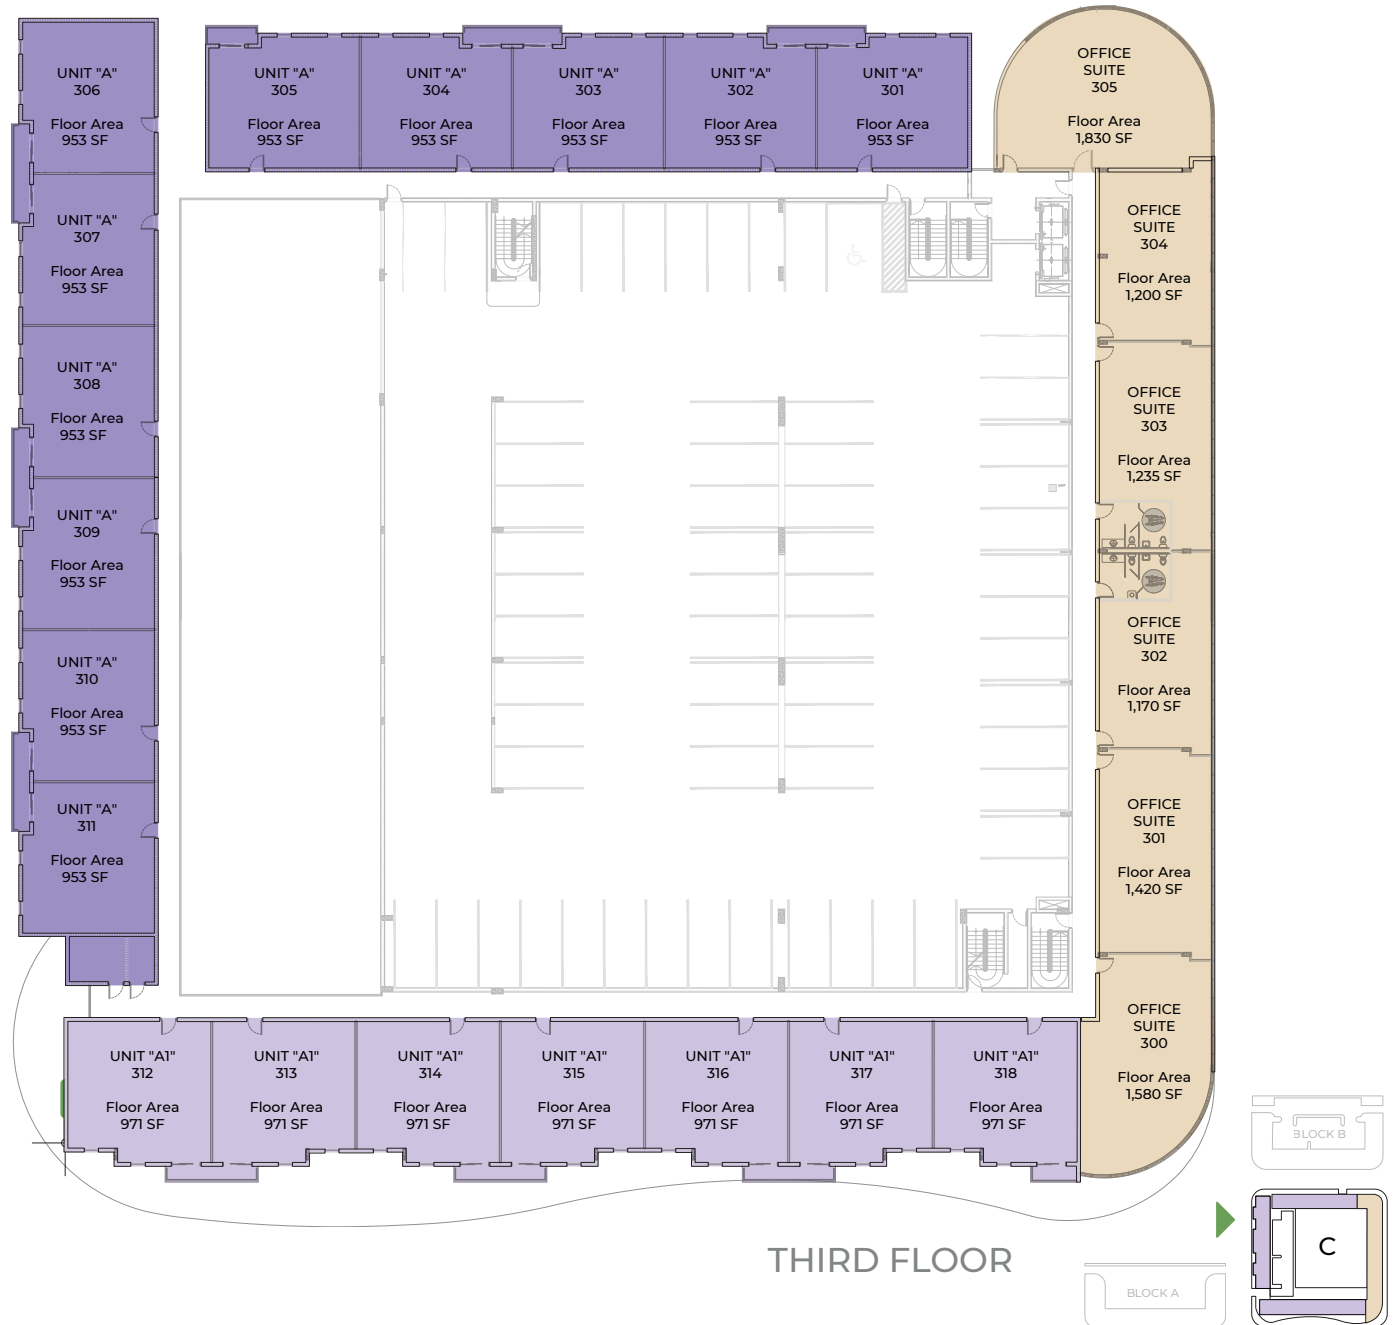 UNIT "A"
306
Floor Area
953 SF
UNIT "A"
305
Floor Area
953 SF
UNIT "A"
304
Floor Area
953 SF
UNIT "A"
303
Floor Area
953 SF
UNIT "A"
302
Floor Area
953 SF
UNIT "A"
301
Floor Area
953 SF
OFFICE
SUITE
305
Floor Area
1,830 SF
UNIT "A"
307
Floor Area
953 SF
UNIT "A"
308
Floor Area
953 SF
UNIT "A"
309
Floor Area
953 SF
UNIT "A"
310
Floor Area
953 SF
UNIT "A"
311
Floor Area
953 SF
OFFICE
SUITE
304
Floor Area
1,200 SF
OFFICE
SUITE
303
Floor Area
1,235 SF
OFFICE
SUITE
302
Floor Area
1,170 SF
OFFICE
SUITE
301
Floor Area
1,420 SF
OFFICE
SUITE
300
Floor Area
1,580 SF
UNIT "A1"
312
Floor Area
971 SF
UNIT "A1"
313
Floor Area
971 SF
UNIT "A1"
314
Floor Area
971 SF
UNIT "A1"
315
Floor Area
971 SF
UNIT "A1"
316
Floor Area
971 SF
UNIT "A1"
317
Floor Area
971 SF
UNIT "A1"
318
Floor Area
971 SF
THIRD FLOOR
BLOCK B
C
BLOCK A